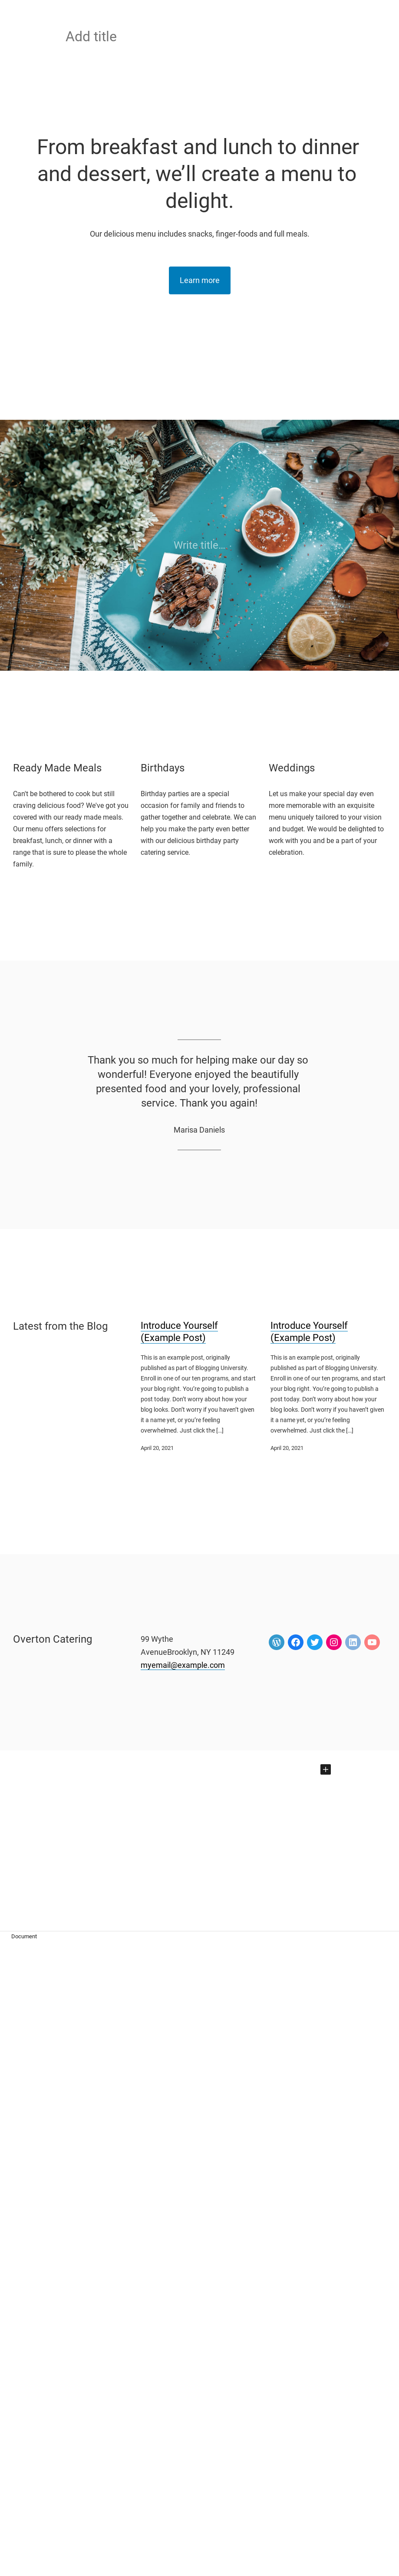 Add title
From breakfast and lunch to dinner
and dessert, we’ll create a menu to
delight.
Our delicious menu includes snacks, finger-foods and full meals.
Learn more
Write title...
Ready Made Meals
Can't be bothered to cook but still
craving delicious food? We've got you
covered with our ready made meals.
Our menu offers selections for
breakfast, lunch, or dinner with a
range that is sure to please the whole
family.
Birthdays
Birthday parties are a special
occasion for family and friends to
gather together and celebrate. We can
help you make the party even better
with our delicious birthday party
catering service.
Weddings
Let us make your special day even
more memorable with an exquisite
menu uniquely tailored to your vision
and budget. We would be delighted to
work with you and be a part of your
celebration.
Thank you so much for helping make our day so
wonderful! Everyone enjoyed the beautifully
presented food and your lovely, professional
service. Thank you again!
Marisa Daniels
Latest from the Blog
Introduce Yourself
(Example Post)
This is an example post, originally
published as part of Blogging University.
Enroll in one of our ten programs, and start
your blog right. You’re going to publish a
post today. Don’t worry about how your
blog looks. Don’t worry if you haven’t given
it a name yet, or you’re feeling
overwhelmed. Just click the […]
April 20, 2021
Introduce Yourself
(Example Post)
This is an example post, originally
published as part of Blogging University.
Enroll in one of our ten programs, and start
your blog right. You’re going to publish a
post today. Don’t worry about how your
blog looks. Don’t worry if you haven’t given
it a name yet, or you’re feeling
overwhelmed. Just click the […]
April 20, 2021
Overton Catering
99 Wythe
AvenueBrooklyn, NY 11249
myemail@example.com
Document